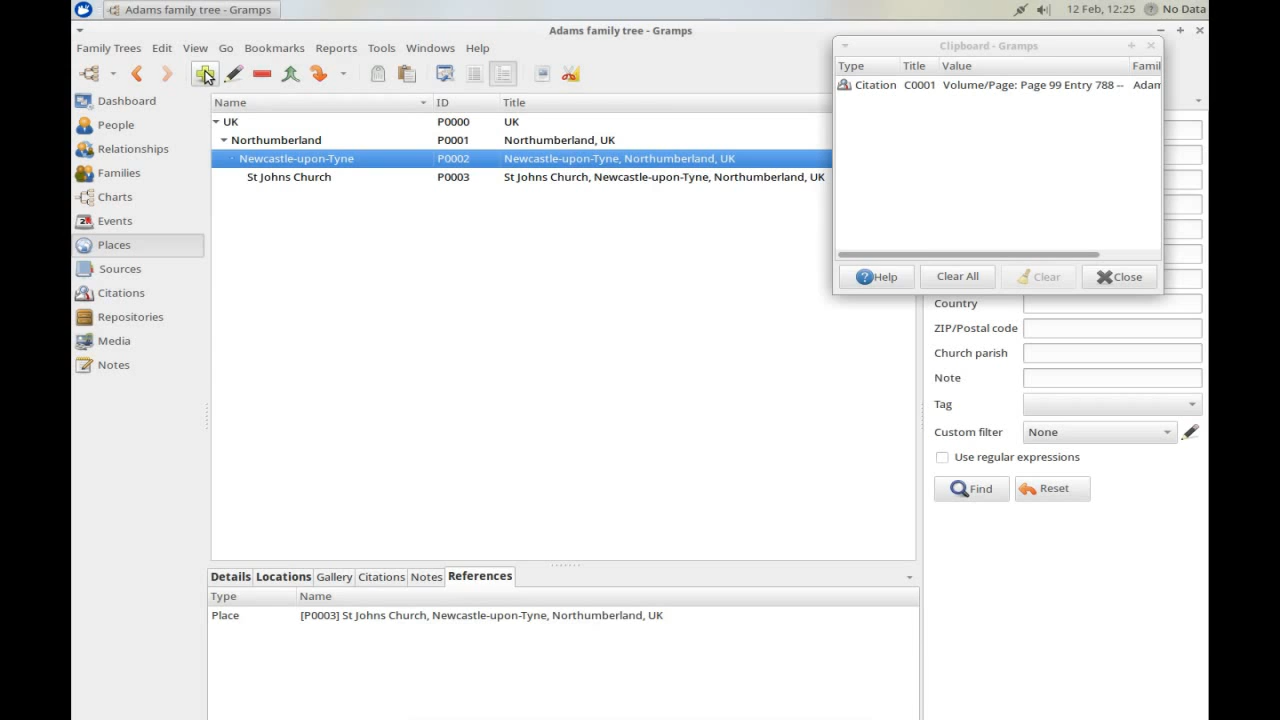 Adams family tree - Gramps
12 Feb, 12:25
No Data
Adams family tree - Gramps
Family Trees Edit View Go Bookmarks Reports Tools Windows Help
Dashboard
People
Relationships
Families
Charts
Events
Places
Sources
Citations
Repositories
Media
Notes
Name ID Title
UK P0000 UK
Northumberland P0001 Northumberland, UK
Newcastle-upon-Tyne P0002 Newcastle-upon-Tyne, Northumberland, UK
St Johns Church P0003 St Johns Church, Newcastle-upon-Tyne, Northumberland, UK
Clipboard - Gramps
Type Title Value Famil
Citation C0001 Volume/Page: Page 99 Entry 788 -- Adam
Help Clear All Clear Close
Country
ZIP/Postal code
Church parish
Note
Tag
Custom filter None
Use regular expressions
Find Reset
Details Locations Gallery Citations Notes References
Type Name
Place [P0003] St Johns Church, Newcastle-upon-Tyne, Northumberland, UK